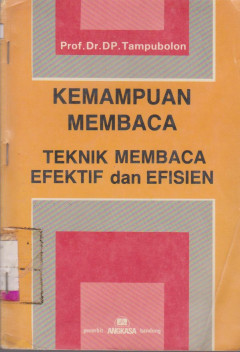 Prof.Dr.DP.Tampubolon
KEMAMPUAN
MEMBACA
TEKNIK MEMBACA
EFEKTIF dan EFISIEN
penerbit ANGKASA bandung